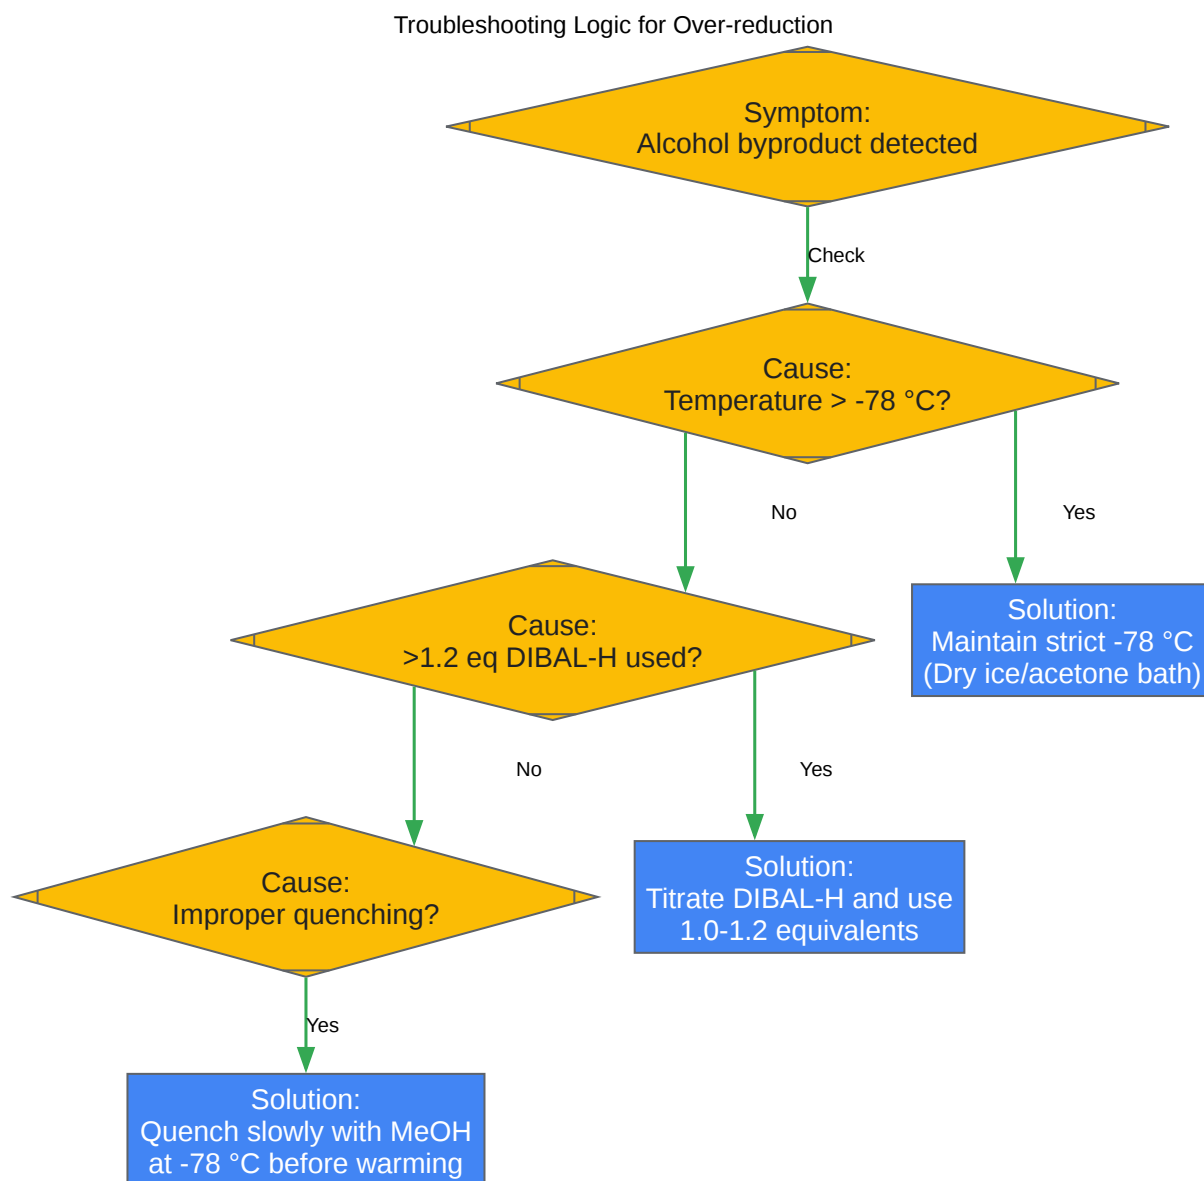 Troubleshooting Logic for Over-reduction
Symptom:
Alcohol byproduct detected
Check
Cause:
Temperature > -78 °C?
No
Yes
Cause:
>1.2 eq DIBAL-H used?
Solution:
Maintain strict -78 °C
(Dry ice/acetone bath)
No
Yes
Cause:
Improper quenching?
Solution:
Titrate DIBAL-H and use
1.0-1.2 equivalents
Yes
Solution:
Quench slowly with MeOH
at -78 °C before warming